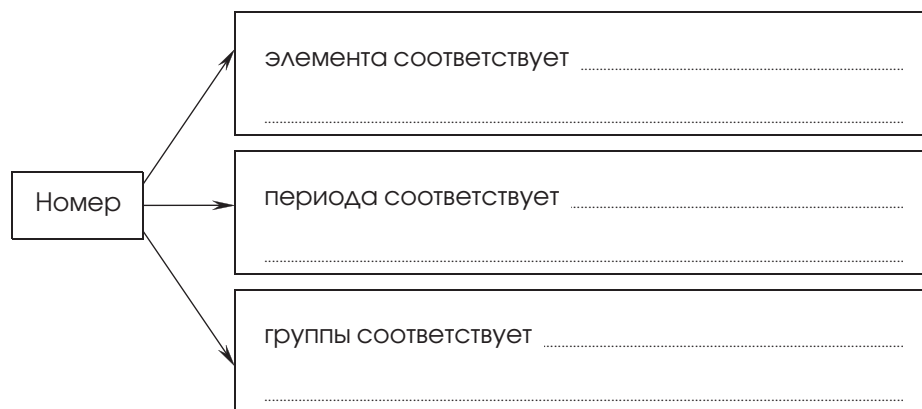 элемента соответствует
Номер
периода соответствует
группы соответствует